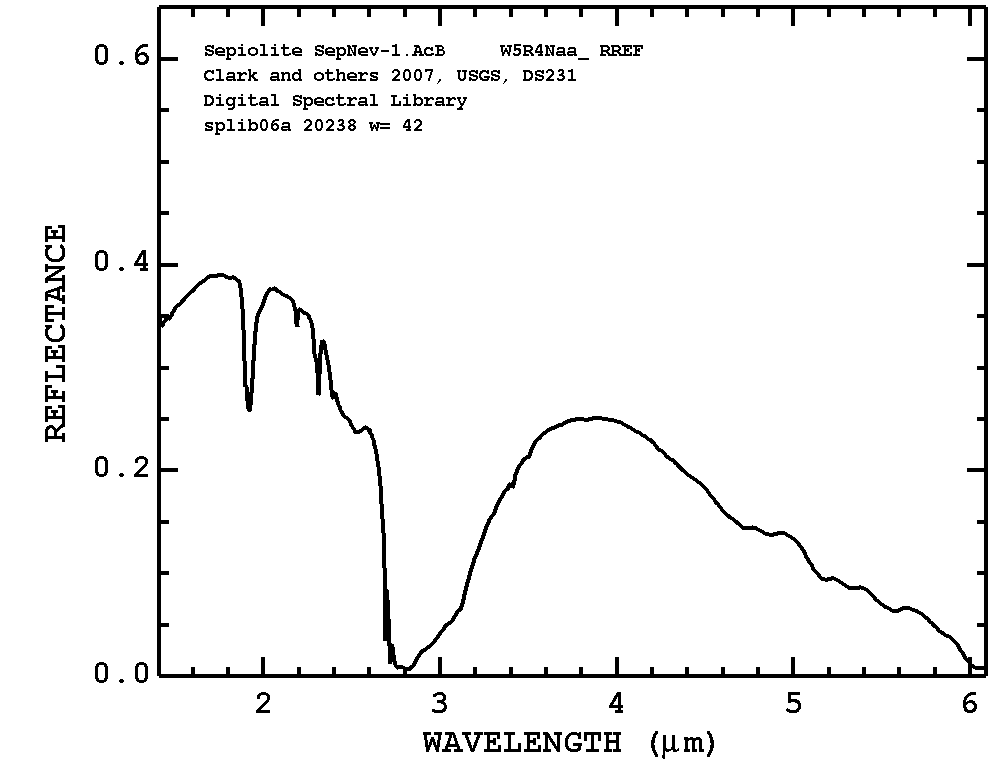 Sepiolite SepNev-1.AcB W5R4Naa_ RREF
Clark and others 2007, USGS, DS231
Digital Spectral Library
splib06a 20238 w= 42
REFLECTANCE
0.6
0.4
0.2
0.0
2 3 4 5 6
WAVELENGTH (μm)